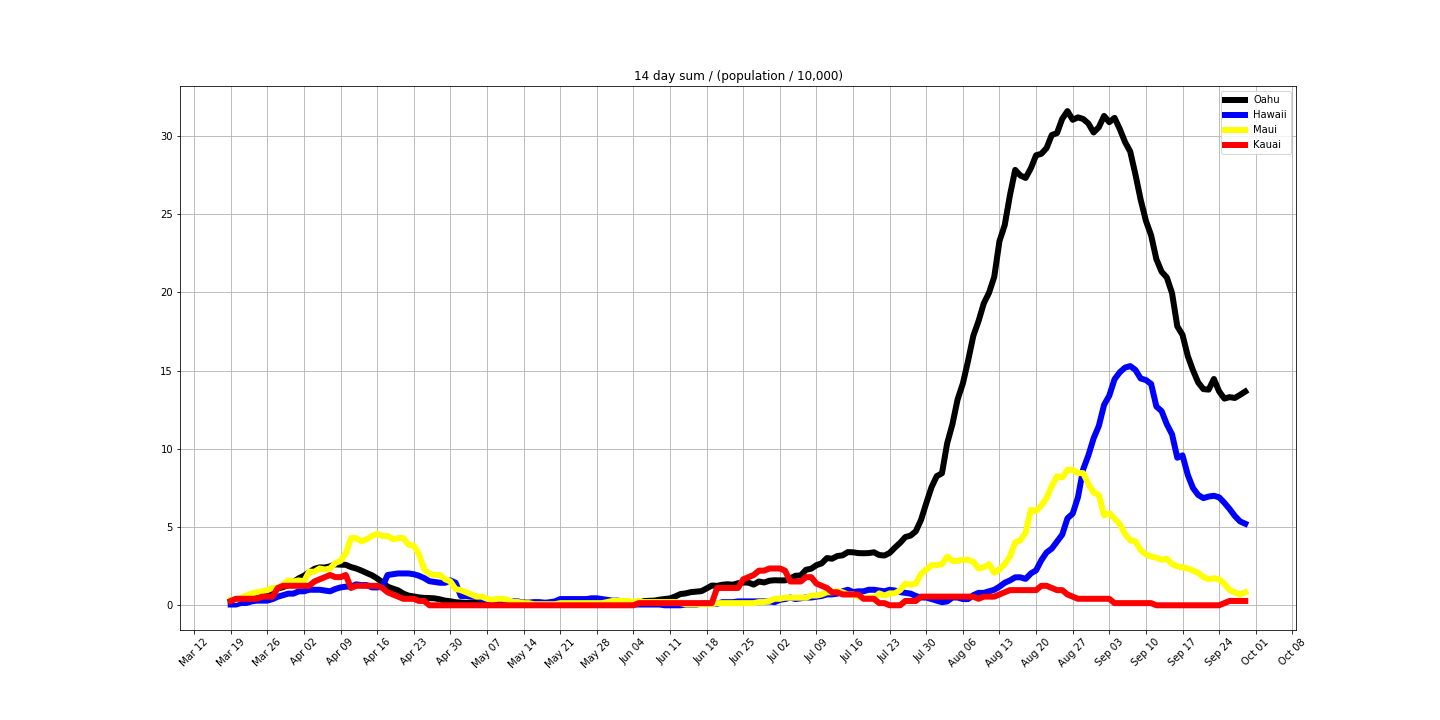 14 day sum / (population / 10,000)
Oahu
Hawaii
Maui
Kauai
30
25
20
15
10
5
0
Mar 12
Mar 19
Mar 26
Apr 02
Apr 09
Apr 16
Apr 23
Apr 30
May 07
May 14
May 21
May 28
Jun 04
Jun 11
Jun 18
Jun 25
Jul 02
Jul 09
Jul 16
Jul 23
Jul 30
Aug 06
Aug 13
Aug 20
Aug 27
Sep 03
Sep 10
Sep 17
Sep 24
Oct 01
Oct 08